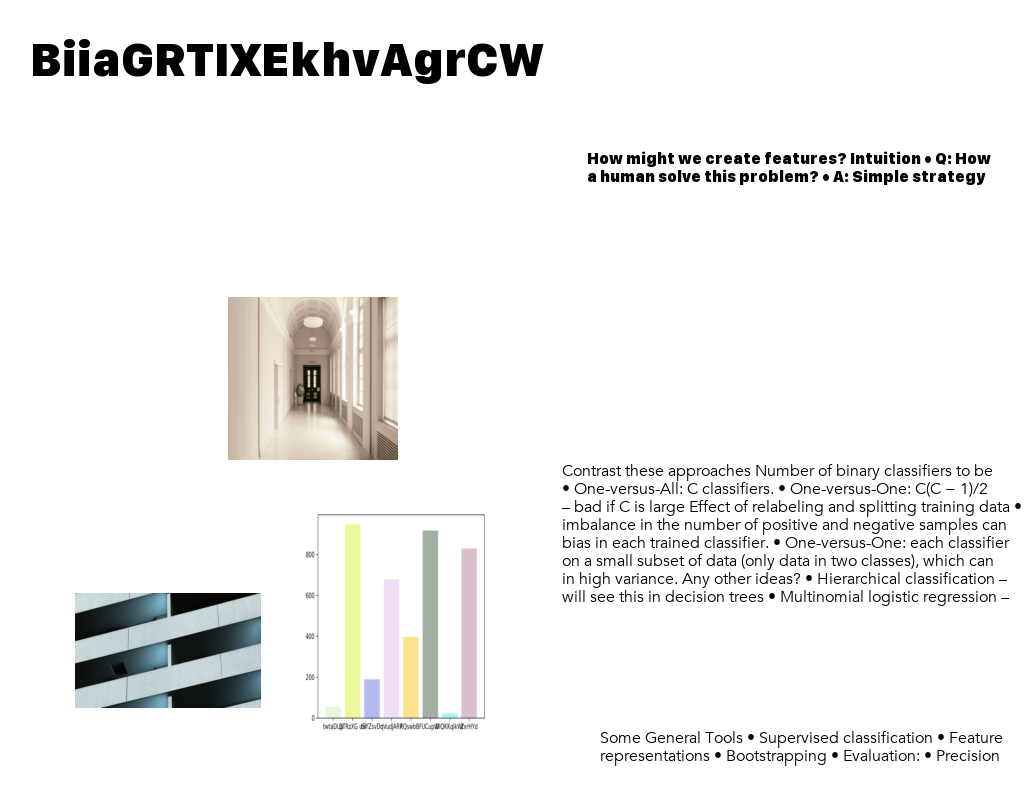 BiiaGRTIXEkhvAgrCW
How might we create features? Intuition • Q: How
a human solve this problem? • A: Simple strategy
Contrast these approaches Number of binary classifiers to be
• One-versus-All: C classifiers. • One-versus-One: C(C − 1)/2
– bad if C is large Effect of relabeling and splitting training data •
imbalance in the number of positive and negative samples can
bias in each trained classifier. • One-versus-One: each classifier
on a small subset of data (only data in two classes), which can
in high variance. Any other ideas? • Hierarchical classification –
will see this in decision trees • Multinomial logistic regression –
800
600
400
200
0
Some General Tools • Supervised classification • Feature
representations • Bootstrapping • Evaluation: • Precision